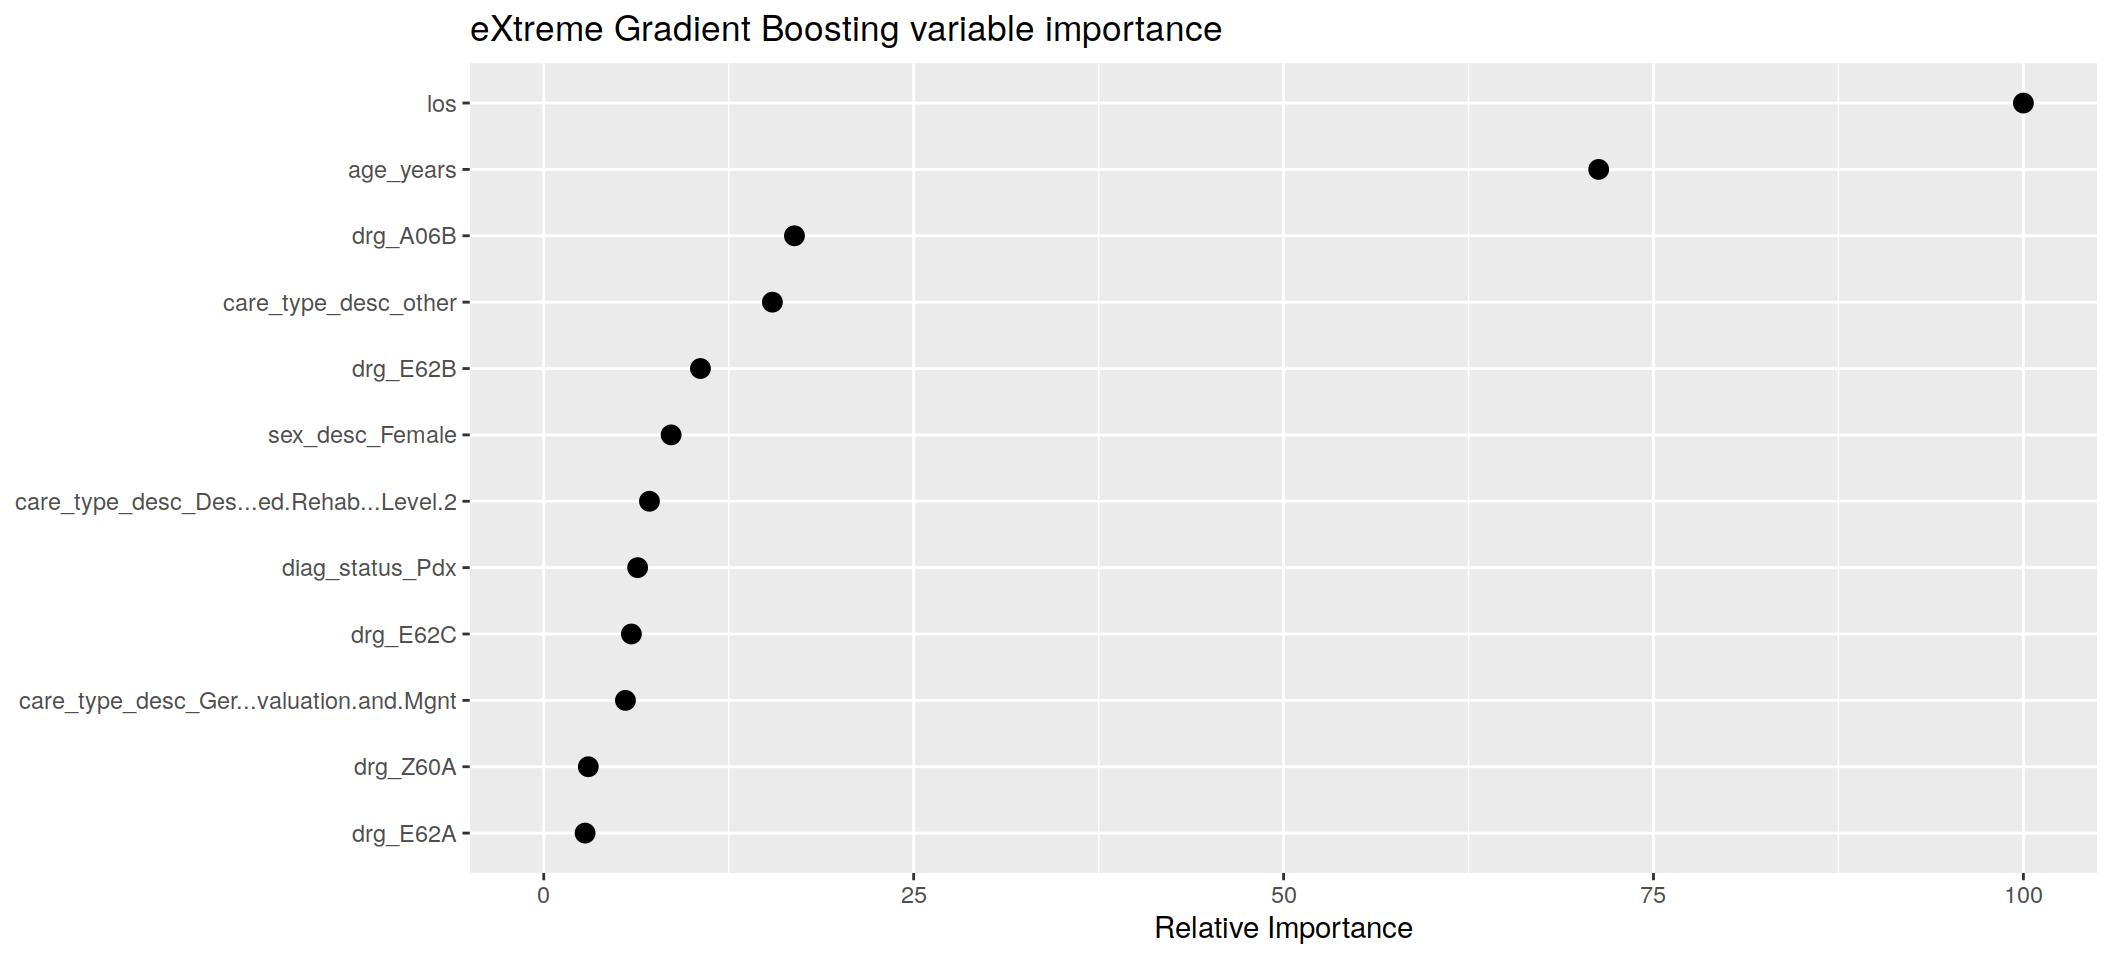 eXtreme Gradient Boosting variable importance
los
age_years
drg_A06B
care_type_desc_other
drg_E62B
sex_desc_Female
care_type_desc_Des...ed.Rehab...Level.2
diag_status_Pdx
drg_E62C
care_type_desc_Ger...valuation.and.Mgnt
drg_Z60A
drg_E62A
0 25 50 75 100
Relative Importance